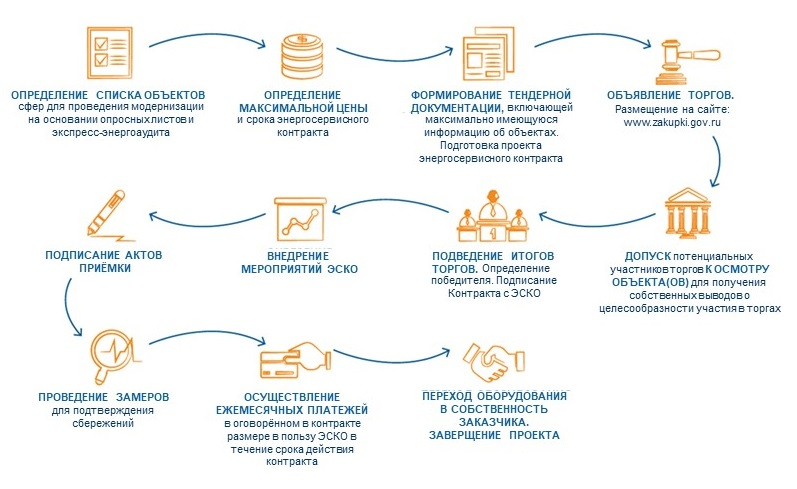 ОПРЕДЕЛЕНИЕ СПИСКА ОБЪЕКТОВ
сфер для проведения модернизации
на основании опросных листов и
экспресс-энергоаудита
ОПРЕДЕЛЕНИЕ
МАКСИМАЛЬНОЙ ЦЕНЫ
и срока энергосервисного
контракта
ФОРМИРОВАНИЕ ТЕНДЕРНОЙ
ДОКУМЕНТАЦИИ, включающей
максимально имеющуюся
информацию об объектах.
Подготовка проекта
энергосервисного контракта
ОБЪЯВЛЕНИЕ ТОРГОВ.
Размещение на сайте:
www.zakupki.gov.ru
ПОДПИСАНИЕ АКТОВ
ПРИЁМКИ
ВНЕДРЕНИЕ
МЕРОПРИЯТИЙ ЭСКО
1
ПОДВЕДЕНИЕ ИТОГОВ
ТОРГОВ. Определение
победителя. Подписание
Контракта с ЭСКО
ДОПУСК потенциальных
участников торгов К ОСМОТРУ
ОБЪЕКТА(ОВ) для получения
собственных выводов о
целесообразности участия в торгах
ПРОВЕДЕНИЕ ЗАМЕРОВ
для подтверждения
сбережений
ОСУЩЕСТВЛЕНИЕ
ЕЖЕМЕСЯЧНЫХ ПЛАТЕЖЕЙ
в оговорённом в контракте
размере в пользу ЭСКО в
течение срока действия
контракта
ПЕРЕХОД ОБОРУДОВАНИЯ
В СОБСТВЕННОСТЬ
ЗАКАЗЧИКА.
ЗАВЕРЩЕНИЕ ПРОЕКТА